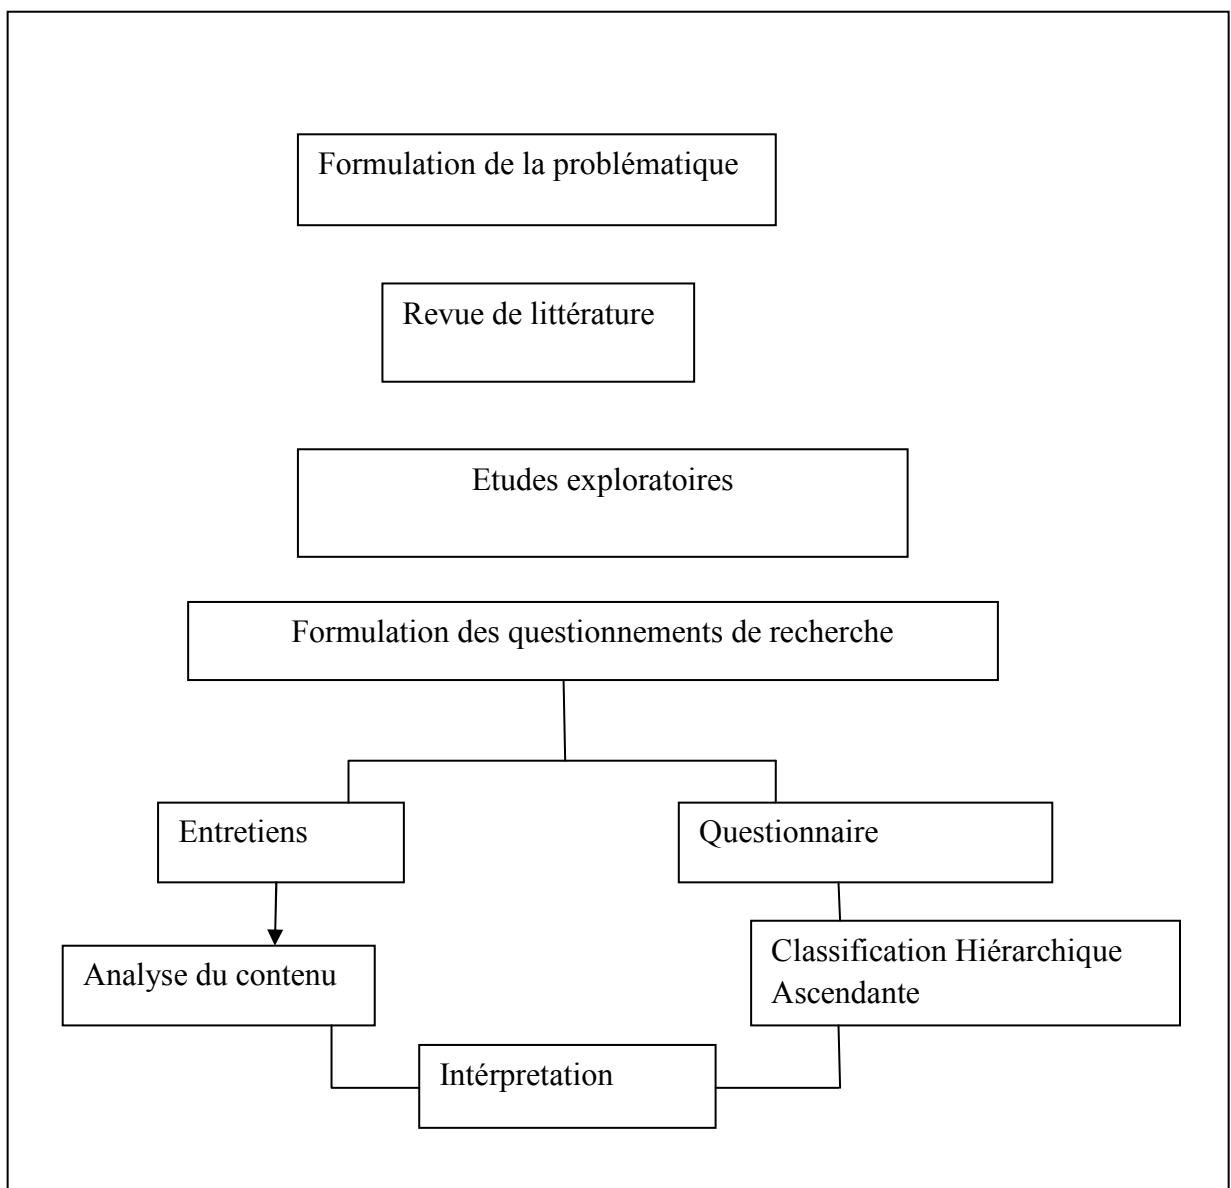 Formulation de la problématique
Revue de littérature
Etudes exploratoires
Formulation des questionnements de recherche
Entretiens
Questionnaire
Analyse du contenu
Classification Hiérarchique
Ascendante
Intérpretation